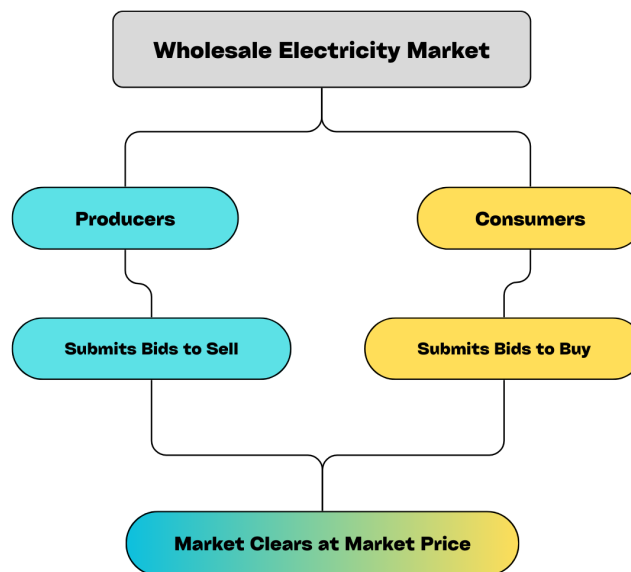 Wholesale Electricity Market
Producers
Consumers
Submits Bids to Sell
Submits Bids to Buy
Market Clears at Market Price